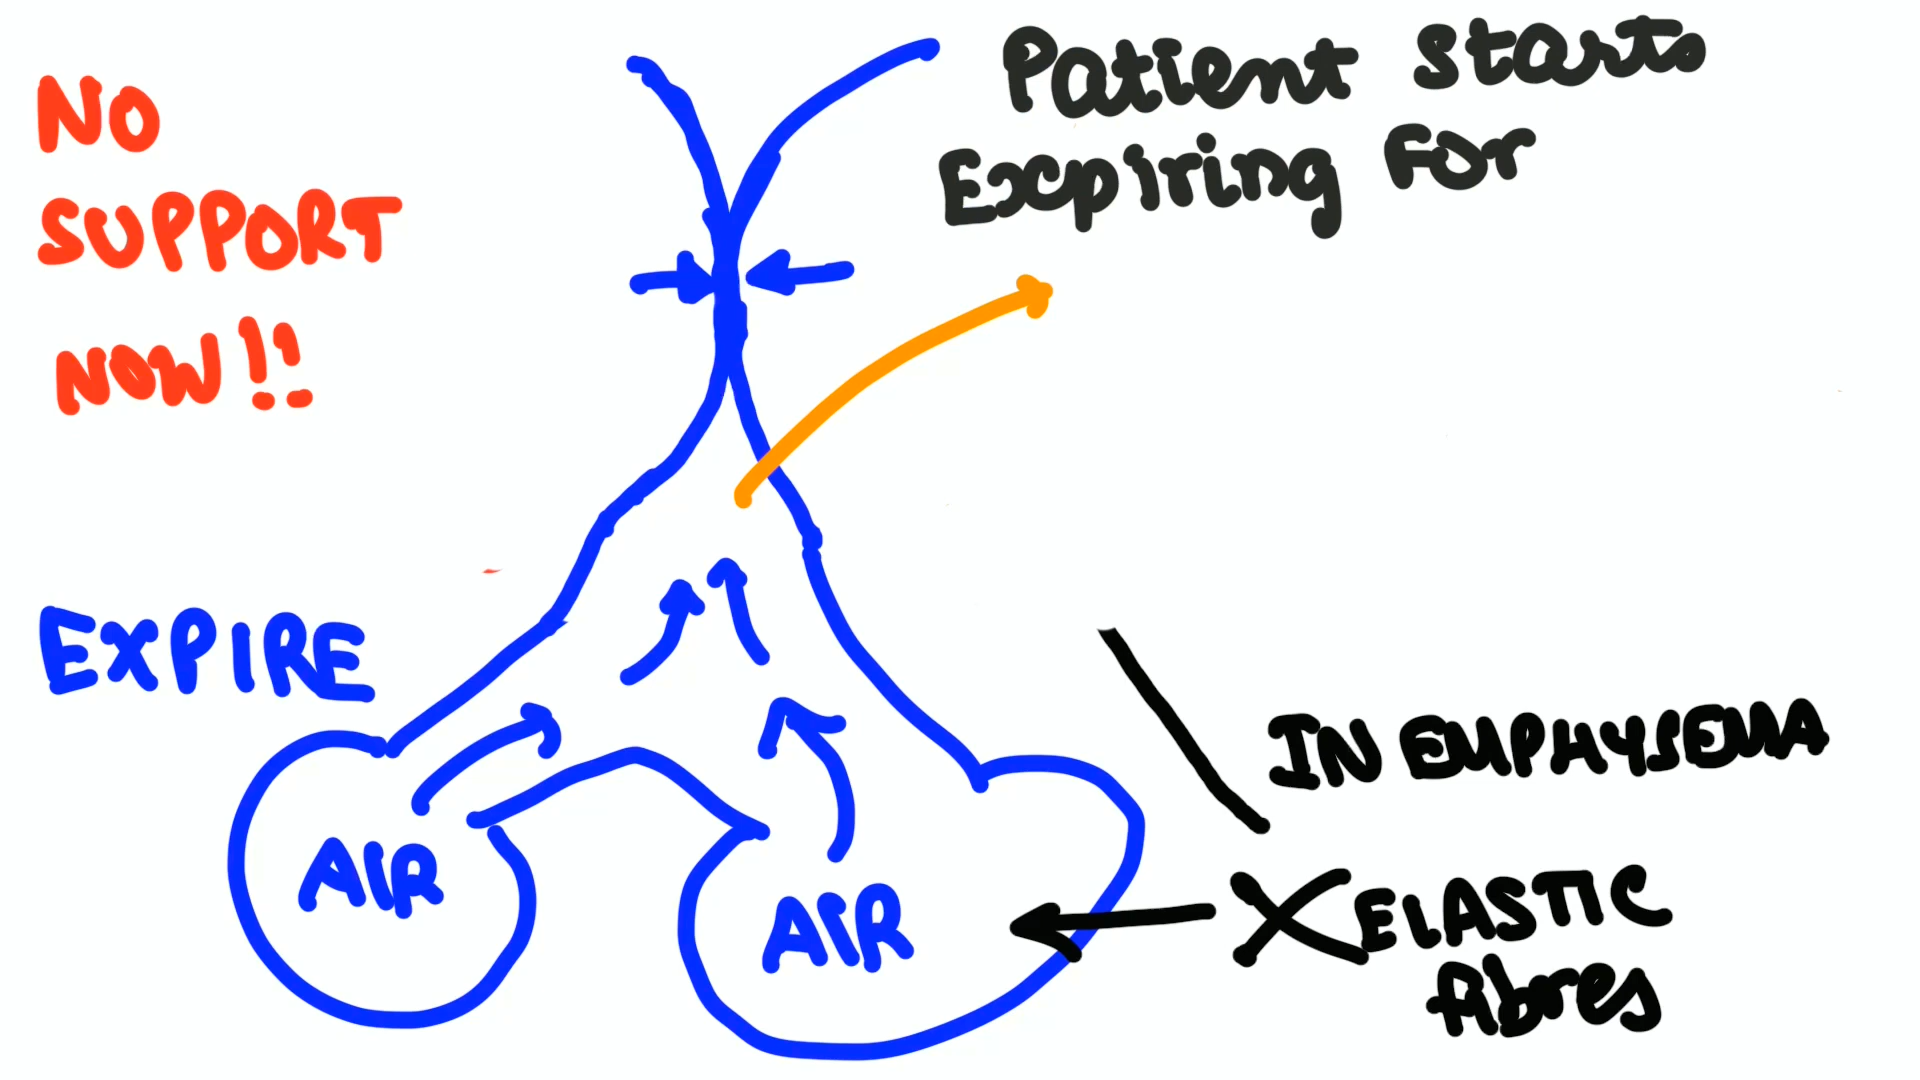 NO
SUPPORT
NOW!!
Patient starts
Expiring For
EXPIRE
AIR
AIR
IN EMPHYSEMA
X ELASTIC
fibres